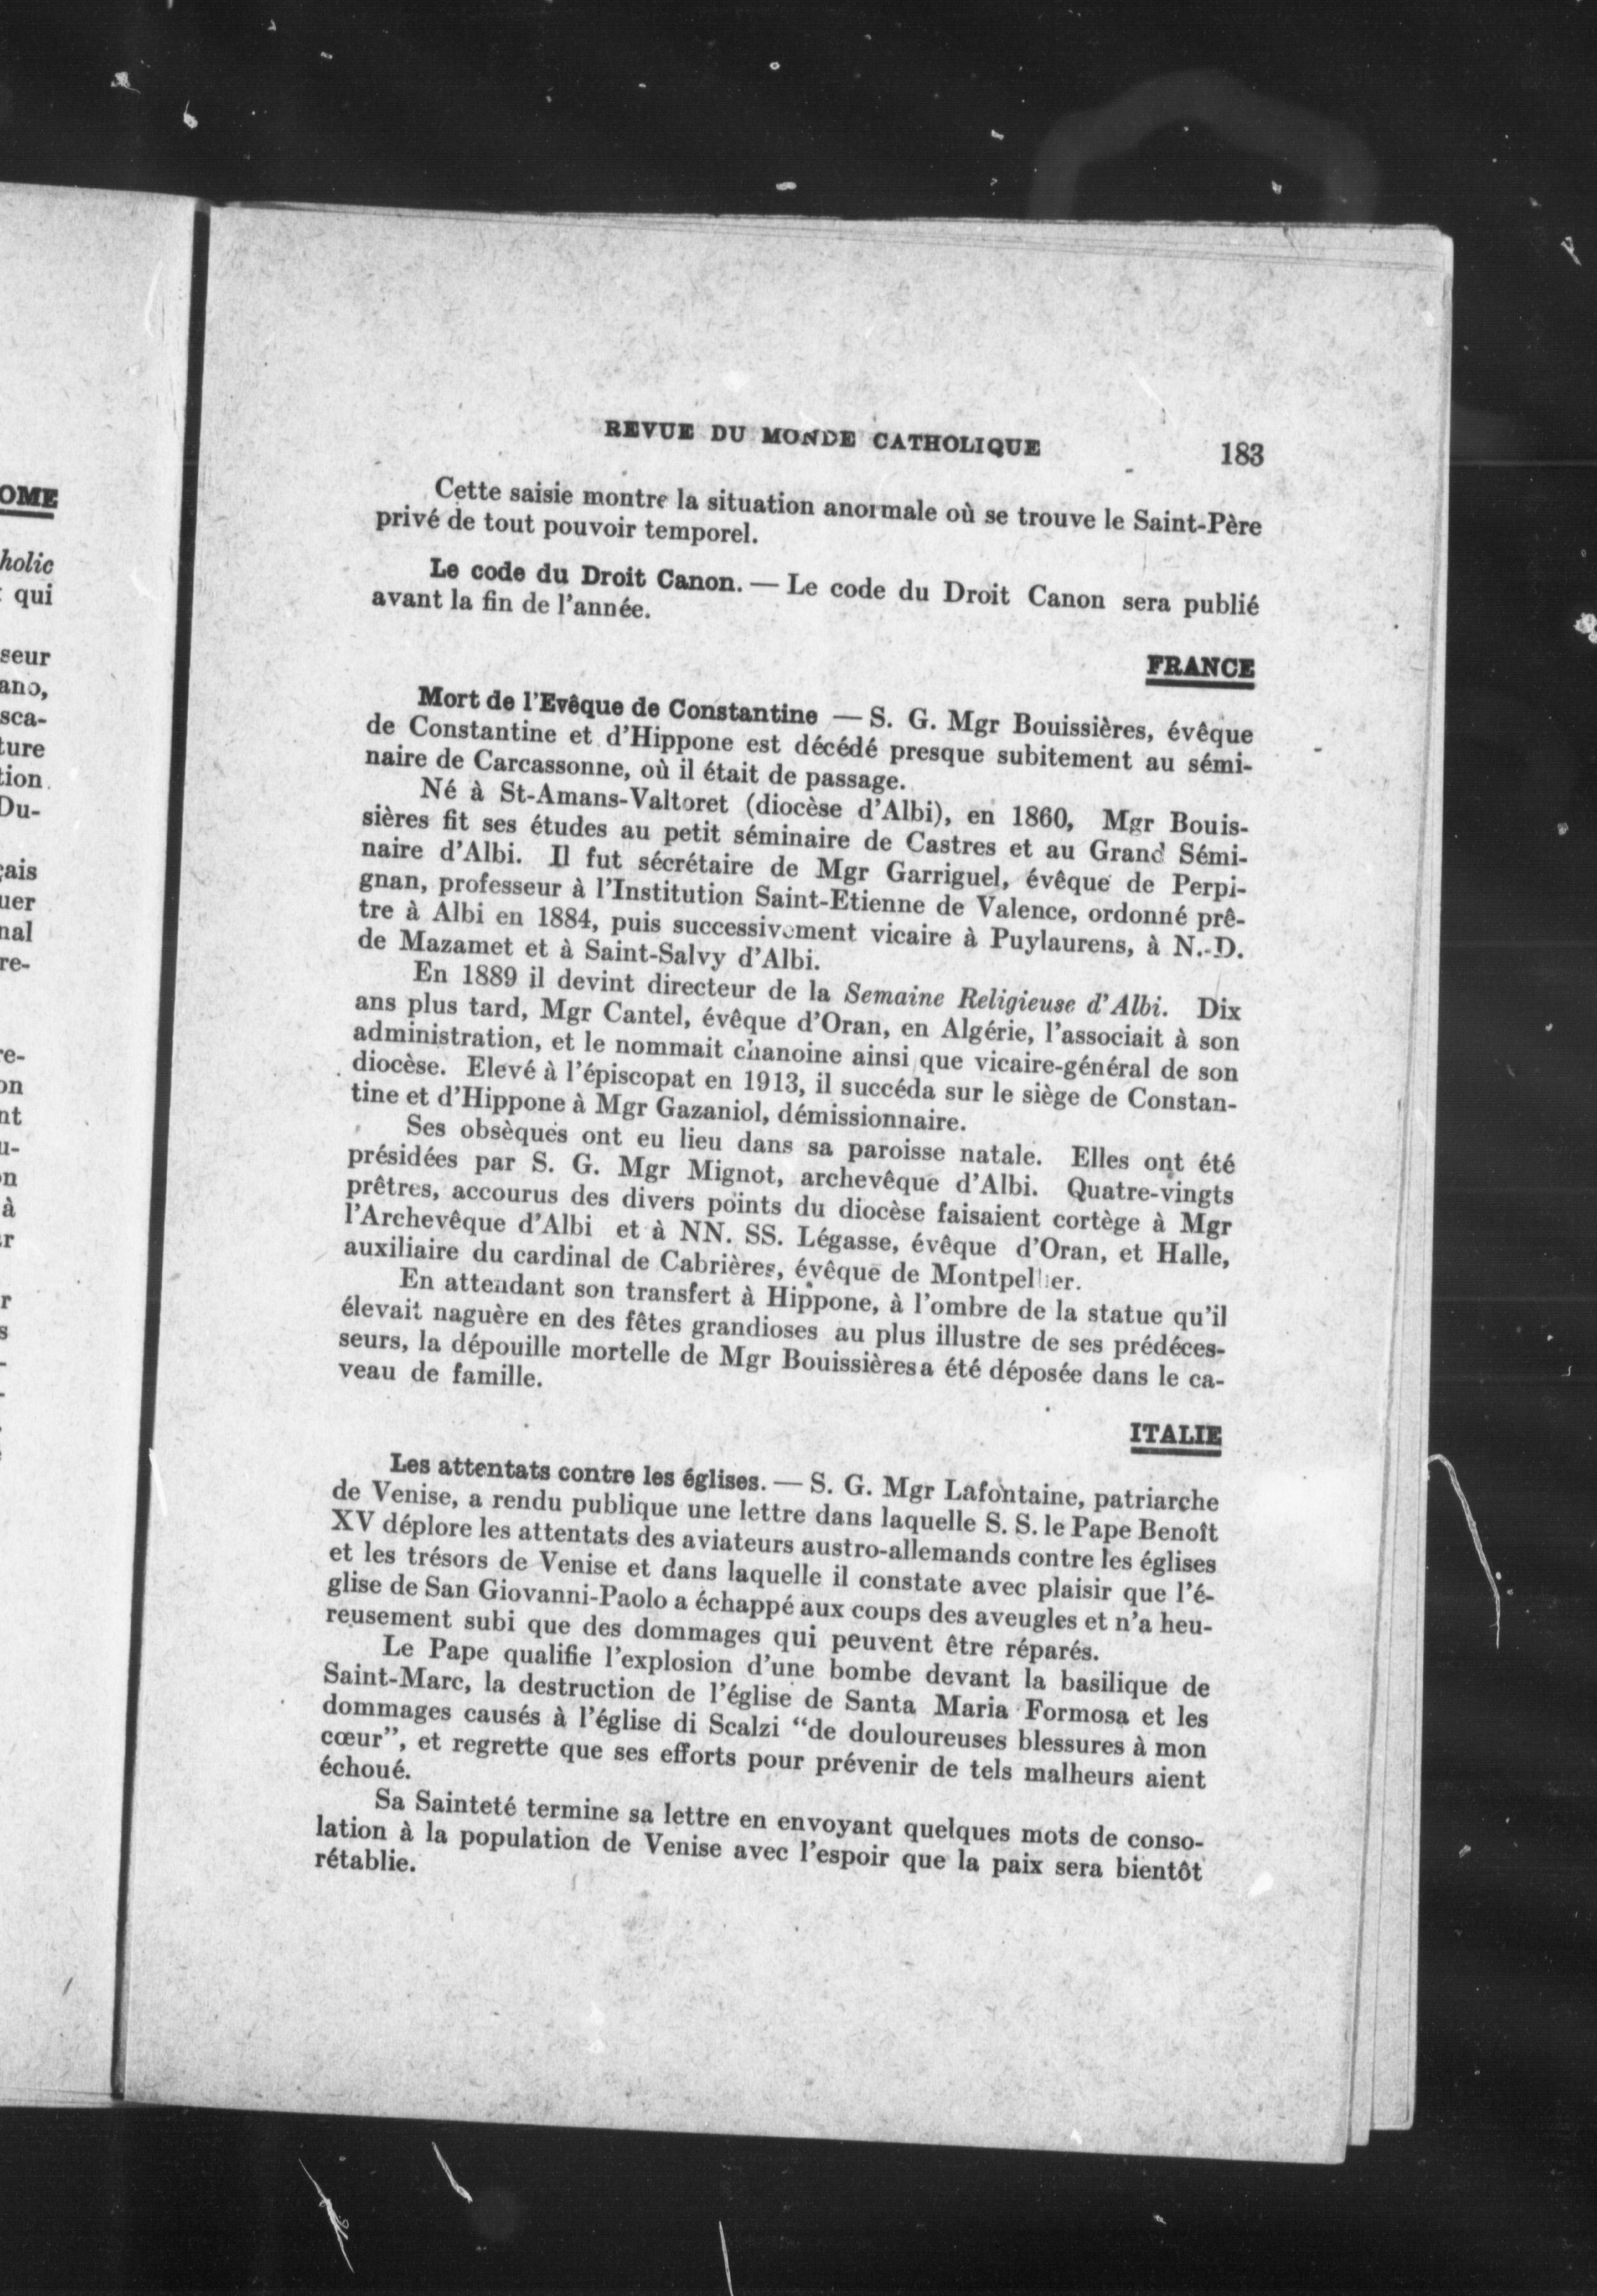 OME
holic
qui
seur
ano,
sca-
ture
tion
Du-
çais
uer
nal
re-
re-
on
nt
u-
on
à
r
r
s
REVUE DU MONDE CATHOLIQUE 183
Cette saisie montre la situation anormale où se trouve le Saint-Père
privé de tout pouvoir temporel.
Le code du Droit Canon. — Le code du Droit Canon sera publié
avant la fin de l'année.
FRANCE
Mort de l'Evêque de Constantine — S. G. Mgr Bouissières, évêque
de Constantine et d'Hippone est décédé presque subitement au sémi-
naire de Carcassonne, où il était de passage.
Né à St-Amans-Valtoret (diocèse d'Albi), en 1860, Mgr Bouis-
sières fit ses études au petit séminaire de Castres et au Grand Sémi-
naire d'Albi. Il fut sécrétaire de Mgr Garriguel, évêque de Perpi-
gnan, professeur à l'Institution Saint-Etienne de Valence, ordonné prê-
tre à Albi en 1884, puis successivement vicaire à Puylaurens, à N.-D.
de Mazamet et à Saint-Salvy d'Albi.
En 1889 il devint directeur de la Semaine Religieuse d'Albi. Dix
ans plus tard, Mgr Cantel, évêque d'Oran, en Algérie, l'associait à son
administration, et le nommait chanoine ainsi que vicaire-général de son
diocèse. Elevé à l'épiscopat en 1913, il succéda sur le siège de Constan-
tine et d'Hippone à Mgr Gazaniol, démissionnaire.
Ses obsèques ont eu lieu dans sa paroisse natale. Elles ont été
présidées par S. G. Mgr Mignot, archevêque d'Albi. Quatre-vingts
prêtres, accourus des divers points du diocèse faisaient cortège à Mgr
l'Archevêque d'Albi et à NN. SS. Légasse, évêque d'Oran, et Halle,
auxiliaire du cardinal de Cabrières, évêque de Montpellier.
En attendant son transfert à Hippone, à l'ombre de la statue qu'il
élevait naguère en des fêtes grandioses au plus illustre de ses prédéces-
seurs, la dépouille mortelle de Mgr Bouissières a été déposée dans le ca-
veau de famille.
ITALIE
Les attentats contre les églises. — S. G. Mgr Lafontaine, patriarche
de Venise, a rendu publique une lettre dans laquelle S. S. le Pape Benoît
XV déplore les attentats des aviateurs austro-allemands contre les églises
et les trésors de Venise et dans laquelle il constate avec plaisir que l'é-
glise de San Giovanni-Paolo a échappé aux coups des aveugles et n'a heu-
reusement subi que des dommages qui peuvent être réparés.
Le Pape qualifie l'explosion d'une bombe devant la basilique de
Saint-Marc, la destruction de l'église de Santa Maria Formosa et les
dommages causés à l'église di Scalzi "de douloureuses blessures à mon
cœur", et regrette que ses efforts pour prévenir de tels malheurs aient
échoué.
Sa Sainteté termine sa lettre en envoyant quelques mots de conso-
lation à la population de Venise avec l'espoir que la paix sera bientôt
rétablie.